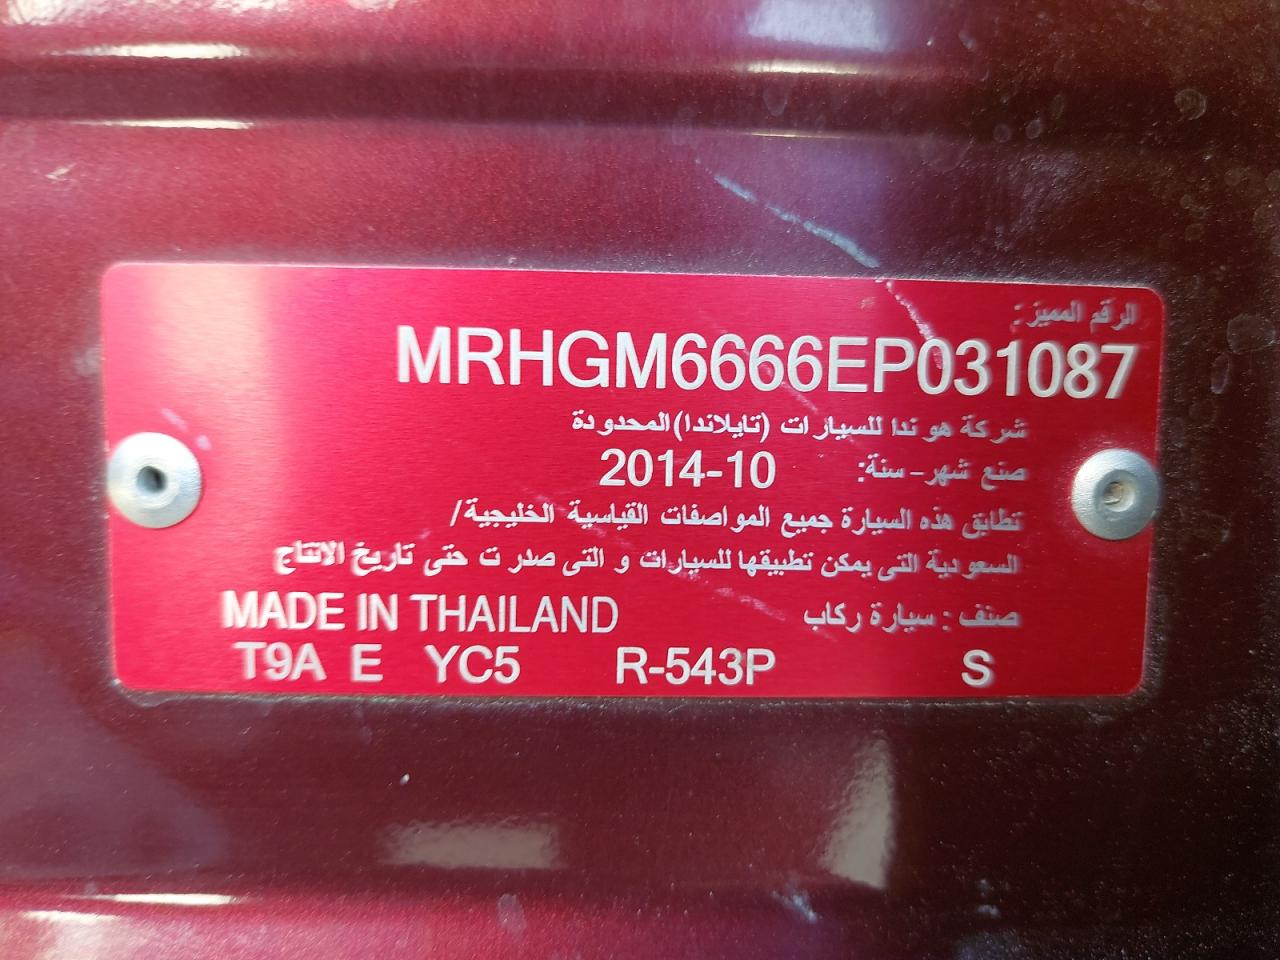 الرقم المميز:
MRHGM6666EP031087
شركة هوندا للسيارات (تايلاندا)المحدودة
صنع شهر- سنة: 2014-10
تطابق هذه السيارة جميع المواصفات القياسية الخليجية/
السعودية التى يمكن تطبيقها للسيارات و التى صدرت حتى تاريخ الانتاج
صنف : سيارة ركاب MADE IN THAILAND
T9A E YC5 R-543P S